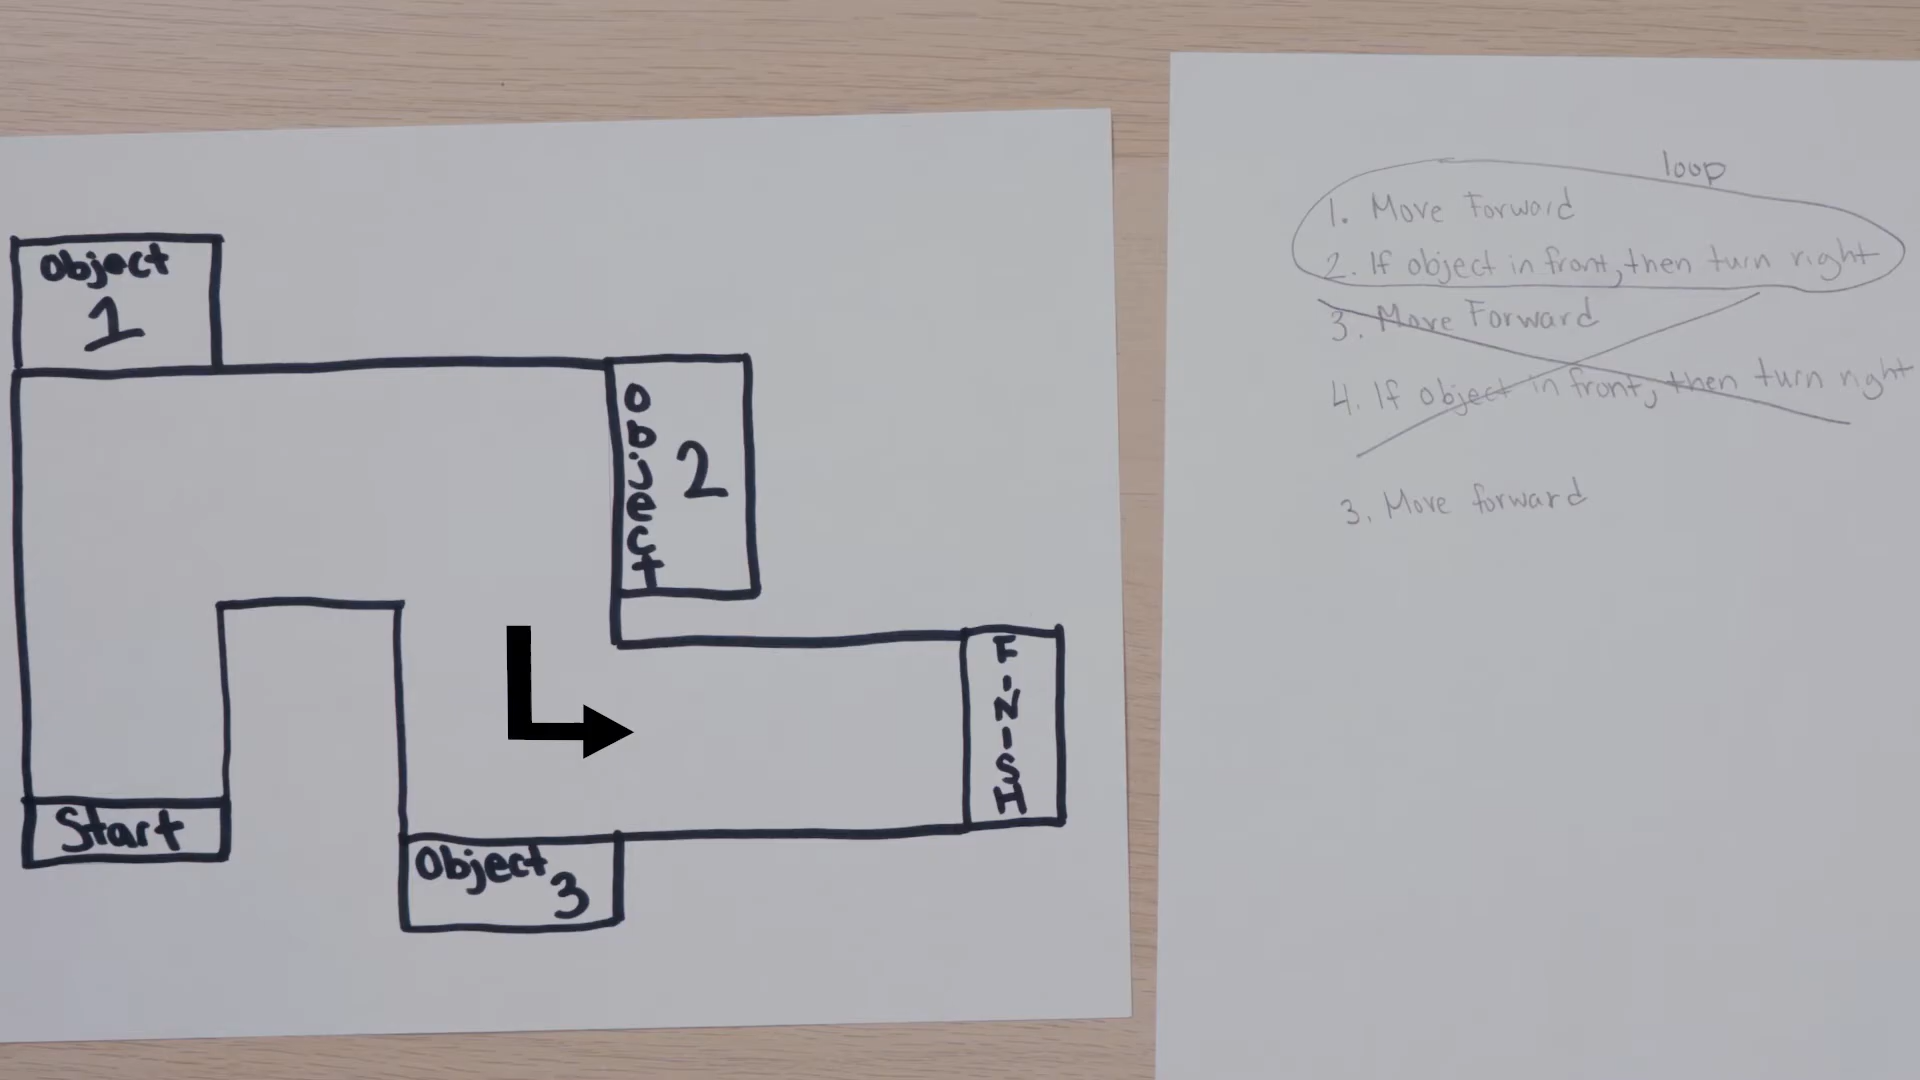 Object
1
Object
2
Start
Object
3
FINISH
loop
1. Move Forward
2. If object in front, then turn right
3. Move Forward
4. If object in front, then turn right
3. Move forward